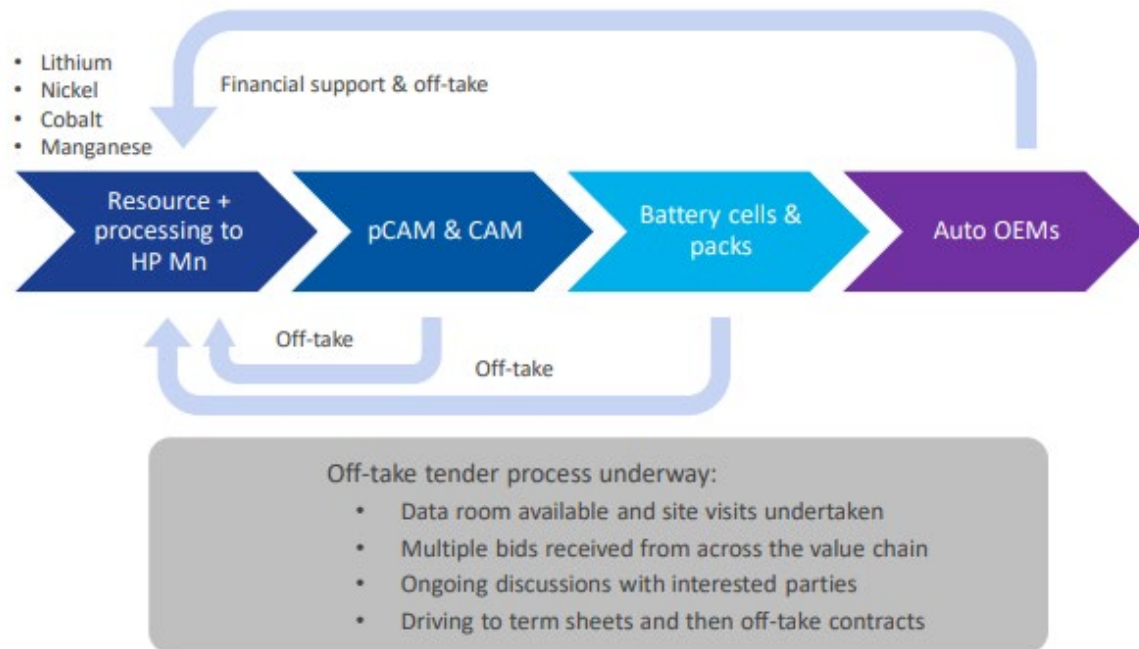 • Lithium
• Nickel
• Cobalt
• Manganese
Financial support & off-take
Resource +
processing to
HP Mn
pCAM & CAM
Battery cells &
packs
Auto OEMs
Off-take
Off-take
Off-take tender process underway:
• Data room available and site visits undertaken
• Multiple bids received from across the value chain
• Ongoing discussions with interested parties
• Driving to term sheets and then off-take contracts